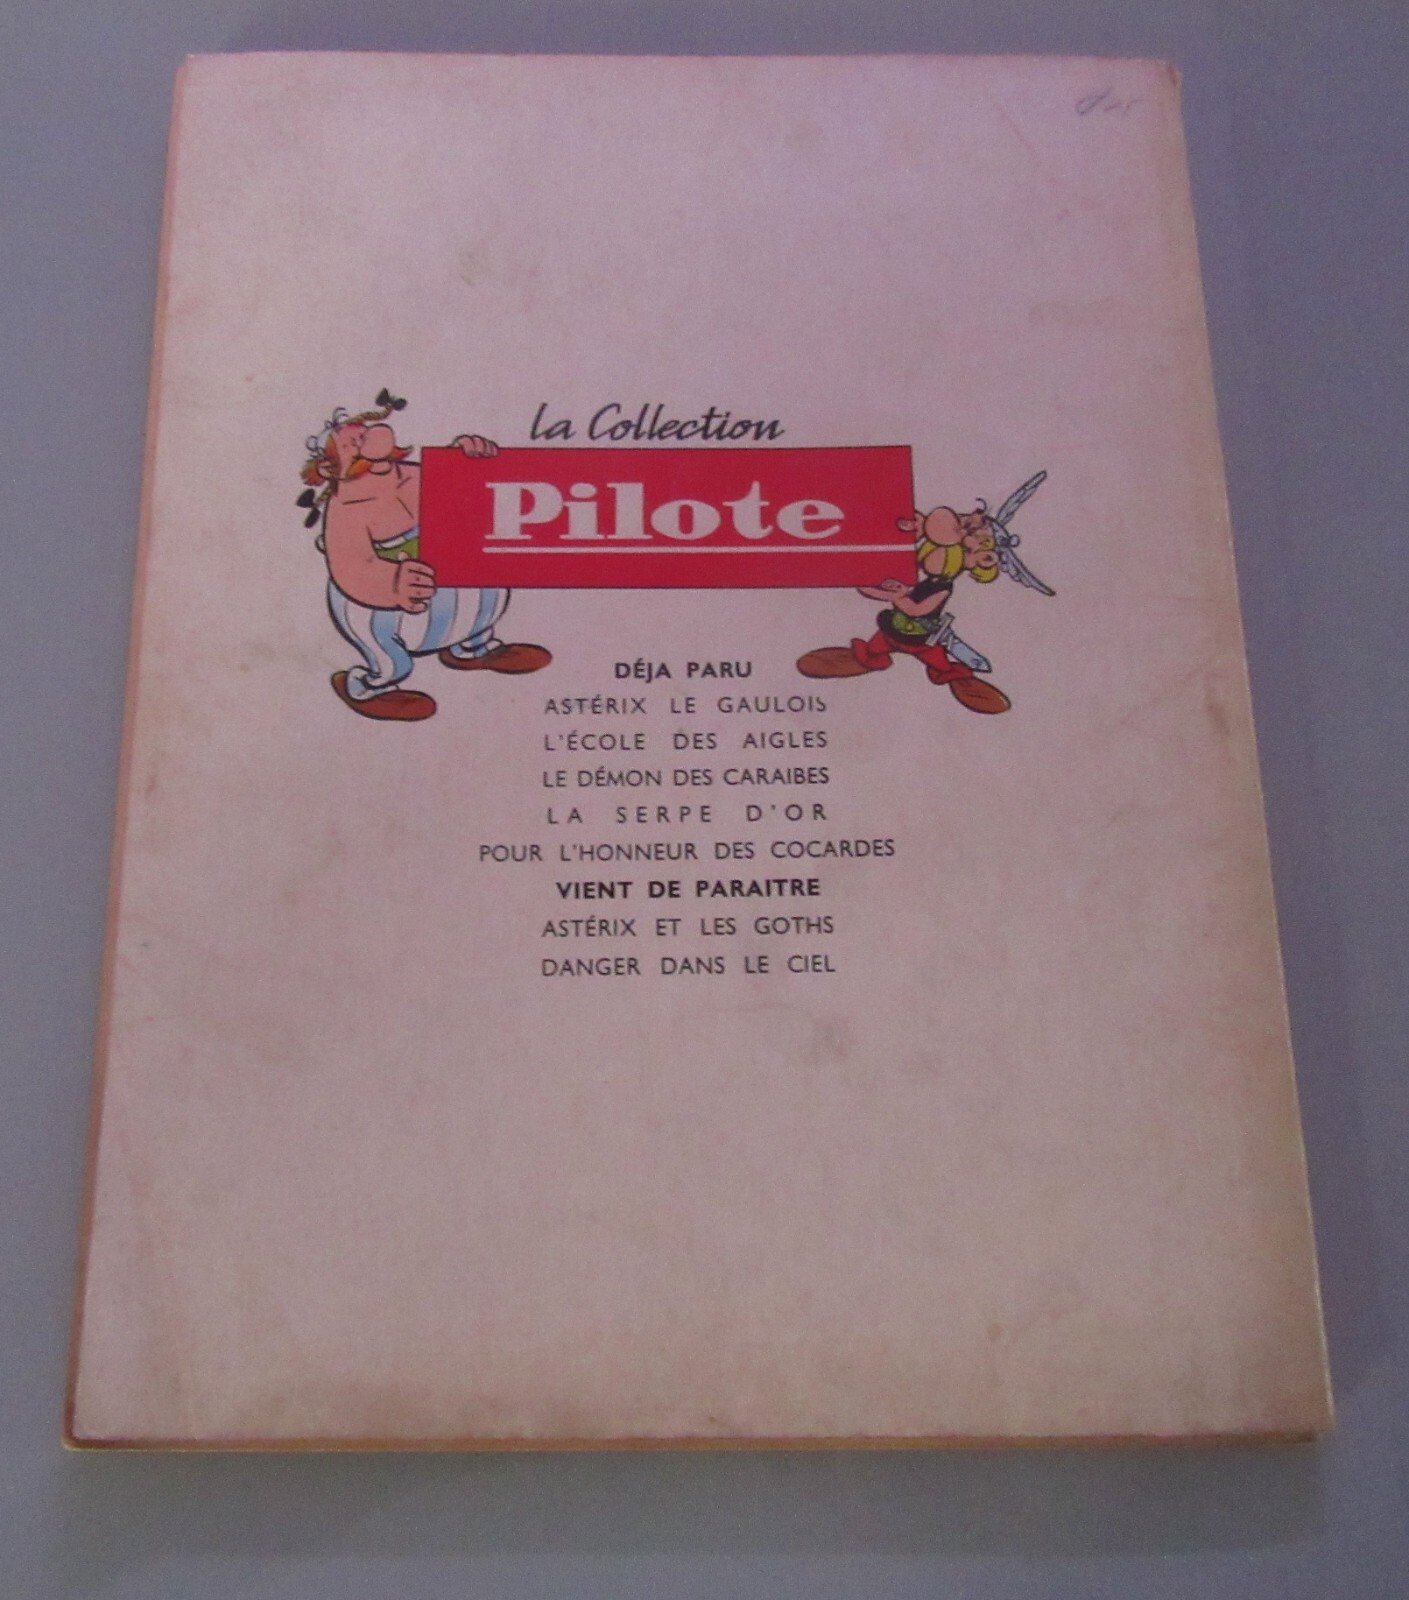 la Collection
Pilote
DÉJA PARU
ASTÉRIX LE GAULOIS
L'ÉCOLE DES AIGLES
LE DÉMON DES CARAIBES
LA SERPE D'OR
POUR L'HONNEUR DES COCARDES
VIENT DE PARAITRE
ASTÉRIX ET LES GOTHS
DANGER DANS LE CIEL